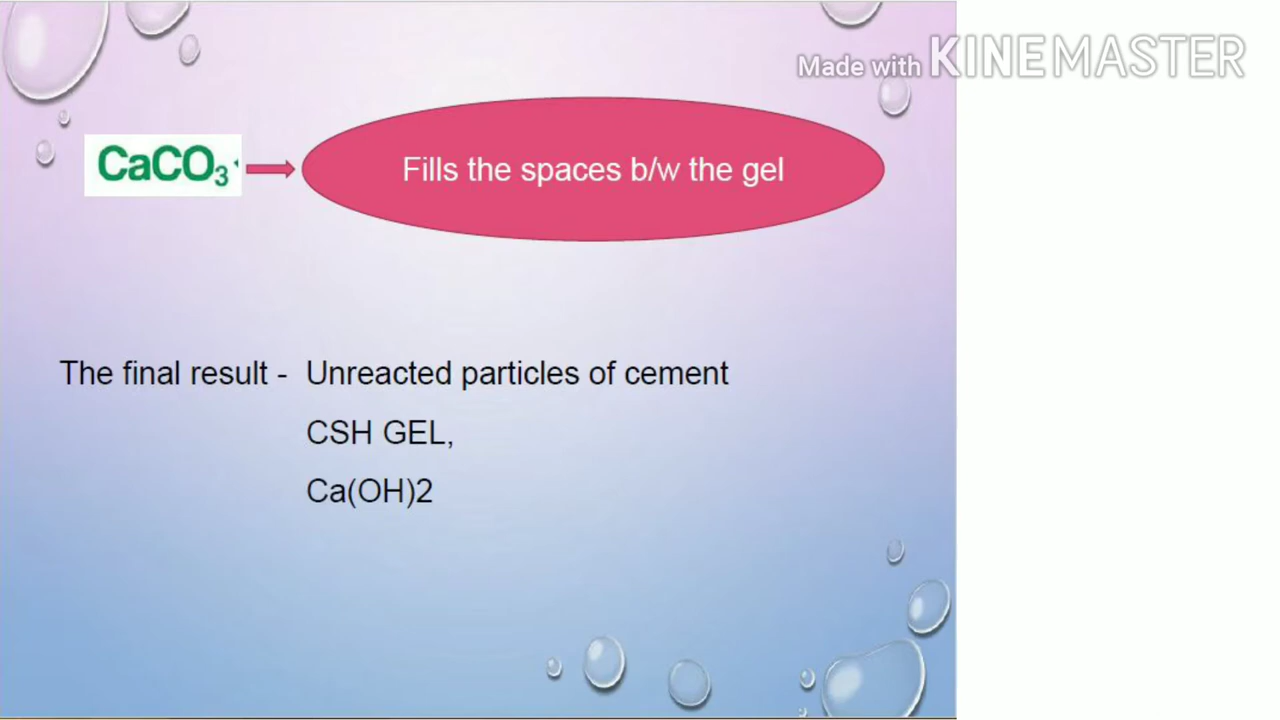 Made with KINEMASTER
CaCO₃
Fills the spaces b/w the gel
The final result - Unreacted particles of cement
CSH GEL,
Ca(OH)2